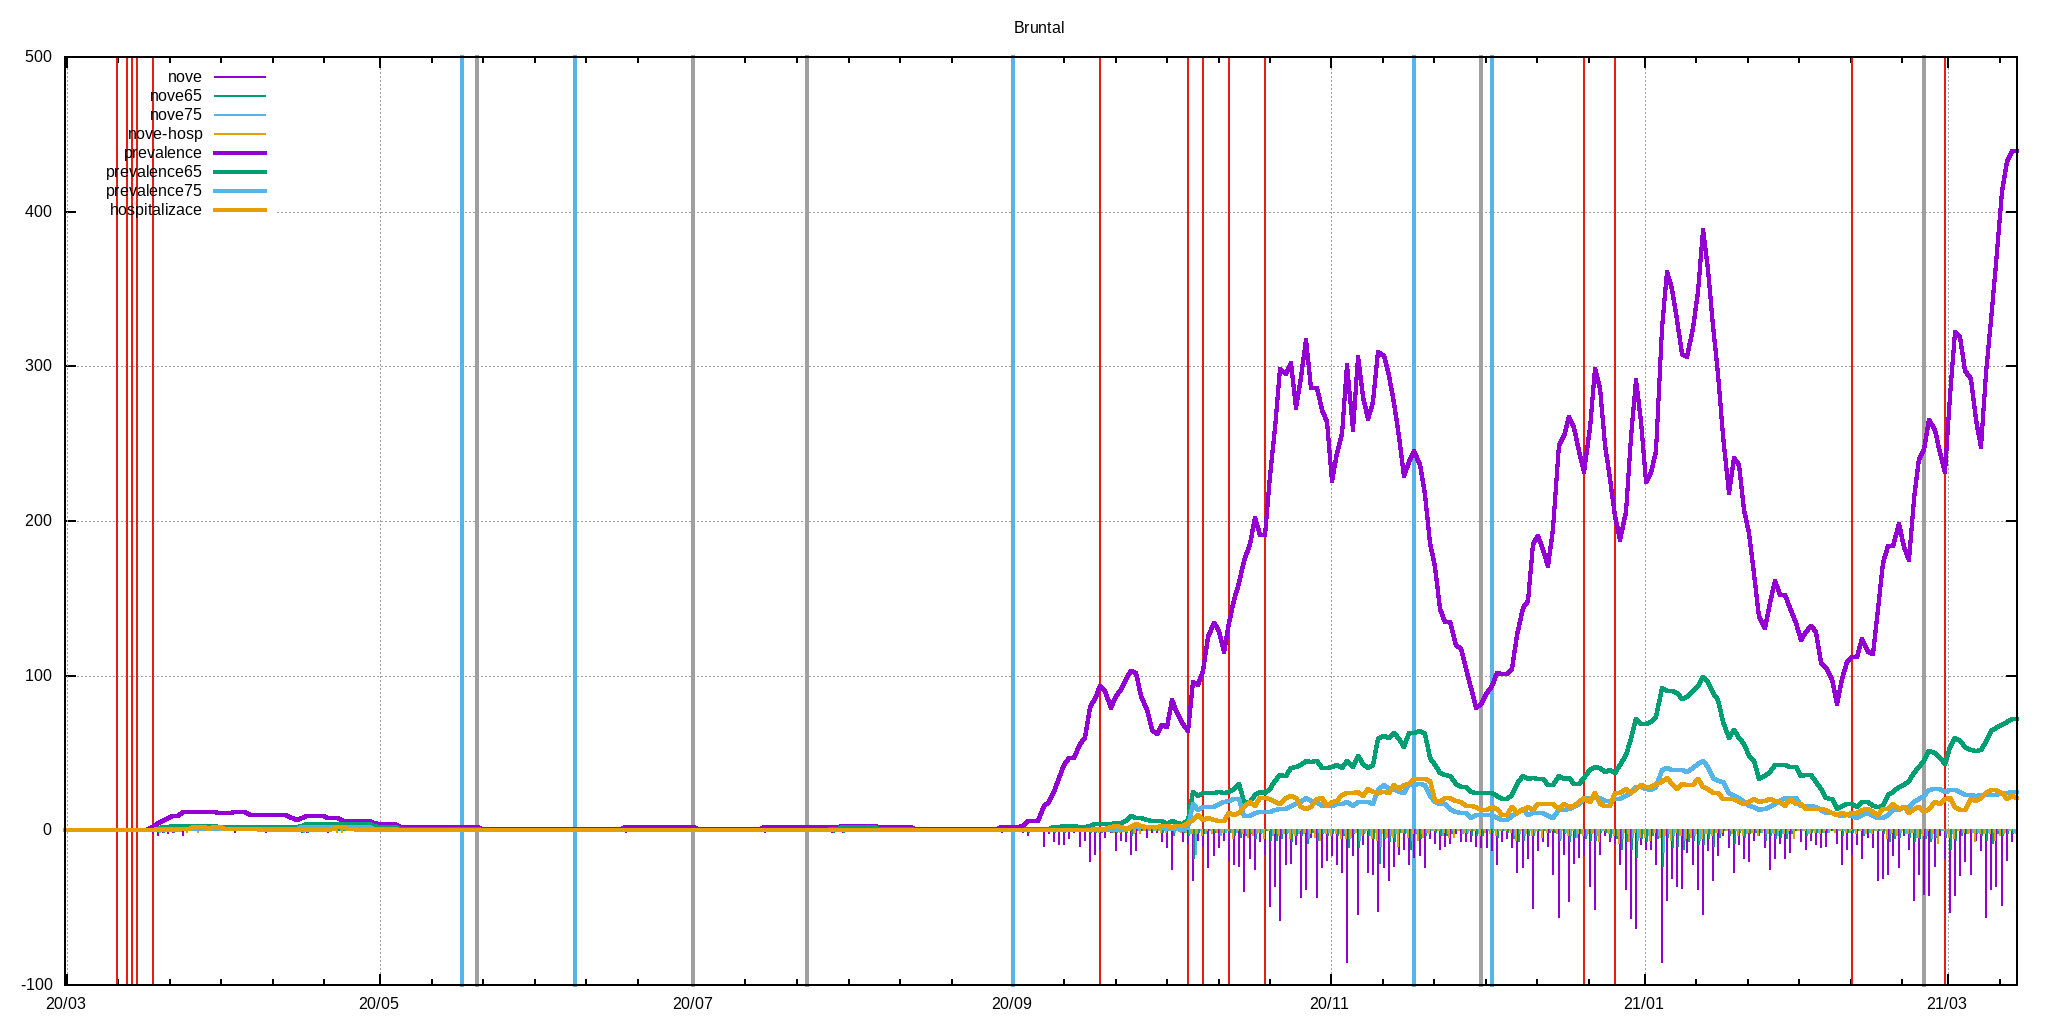 Bruntal
500
nove
nove65
nove75
nove-hosp
prevalence
prevalence65
prevalence75
hospitalizace
400
300
200
100
0
-100
20/03 20/05 20/07 20/09 20/11 21/01 21/03